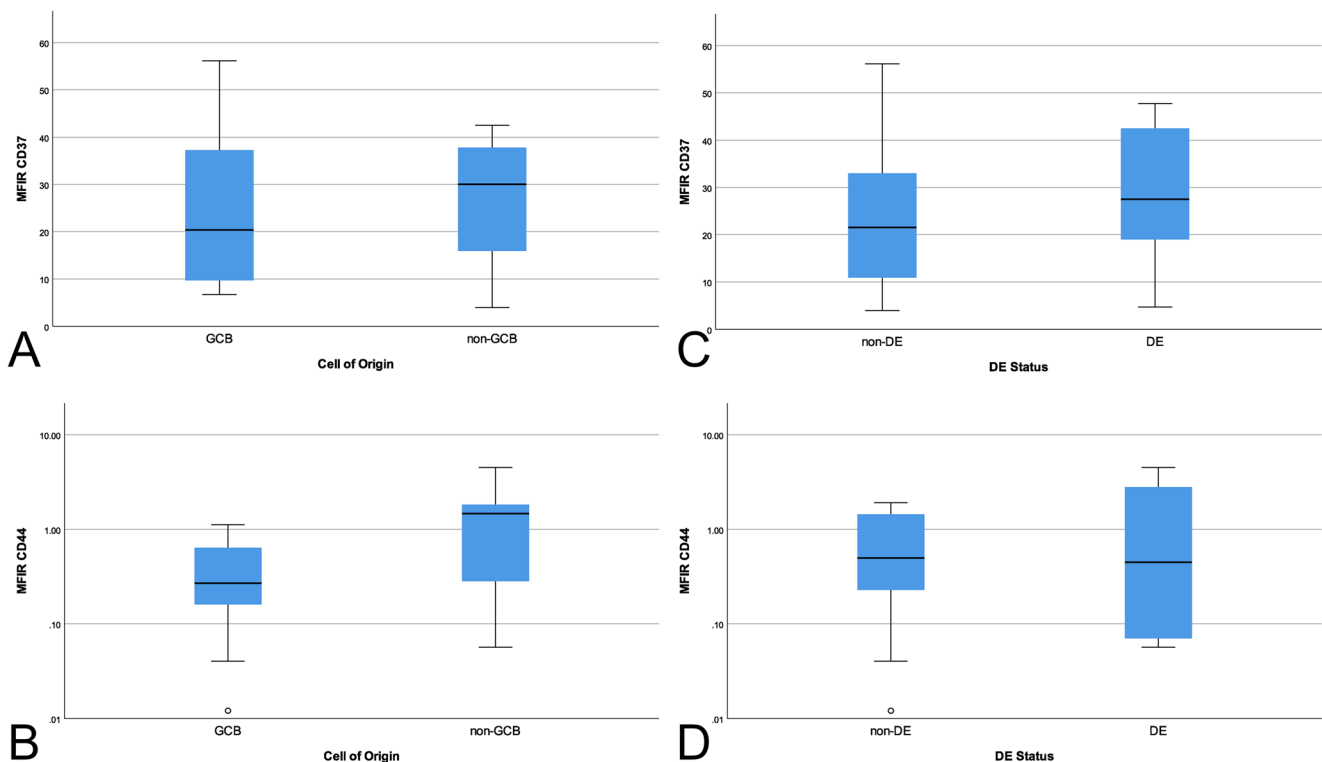 60
50
40
30
20
10
0
MFIR CD37
GCB
non-GCB
Cell of Origin
A
60
50
40
30
20
10
0
MFIR CD37
non-DE
DE
DE Status
C
10.00
1.00
.10
.01
MFIR CD44
GCB
non-GCB
Cell of Origin
B
10.00
1.00
.10
.01
MFIR CD44
non-DE
DE
DE Status
D